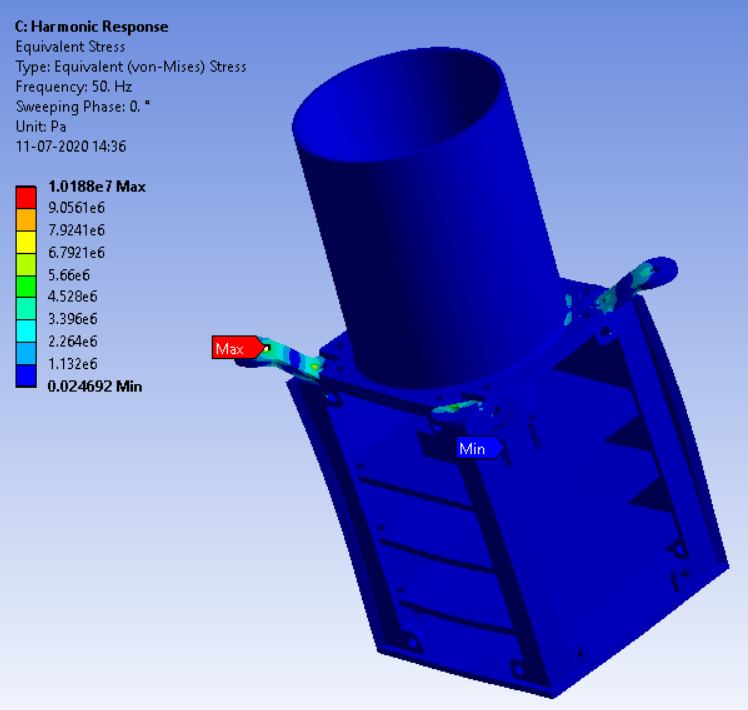 C: Harmonic Response
Equivalent Stress
Type: Equivalent (von-Mises) Stress
Frequency: 50. Hz
Sweeping Phase: 0. °
Unit: Pa
11-07-2020 14:36
1.0188e7 Max
9.0561e6
7.9241e6
6.7921e6
5.66e6
4.528e6
3.396e6
2.264e6
1.132e6
0.024692 Min
Max
Min